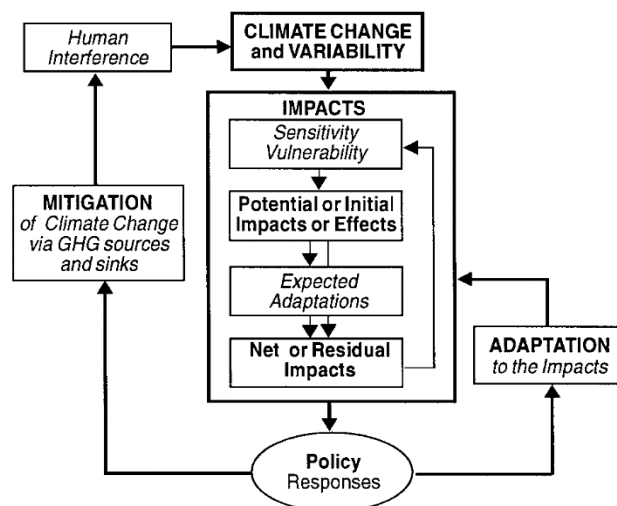 Human
Interference
CLIMATE CHANGE
and VARIABILITY
IMPACTS
Sensitivity
Vulnerability
Potential or Initial
Impacts or Effects
Expected
Adaptations
Net or Residual
Impacts
MITIGATION
of Climate Change
via GHG sources
and sinks
ADAPTATION
to the Impacts
Policy
Responses